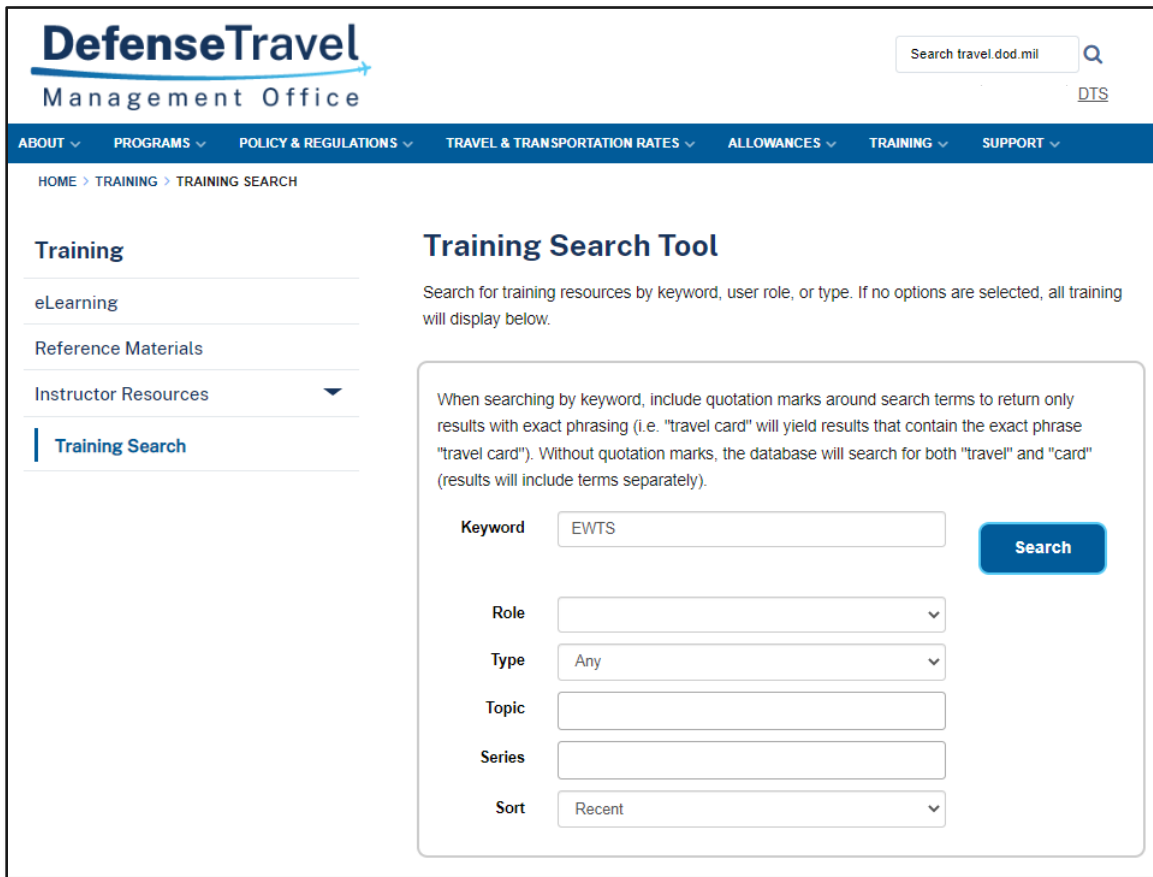 DefenseTravel
Management Office
Search travel.dod.mil
DTS
ABOUT PROGRAMS POLICY & REGULATIONS TRAVEL & TRANSPORTATION RATES ALLOWANCES TRAINING SUPPORT
HOME > TRAINING > TRAINING SEARCH
Training
eLearning
Reference Materials
Instructor Resources
Training Search
Training Search Tool
Search for training resources by keyword, user role, or type. If no options are selected, all training
will display below.
When searching by keyword, include quotation marks around search terms to return only
results with exact phrasing (i.e. "travel card" will yield results that contain the exact phrase
"travel card"). Without quotation marks, the database will search for both "travel" and "card"
(results will include terms separately).
Keyword EWTS
Search
Role
Type Any
Topic
Series
Sort Recent